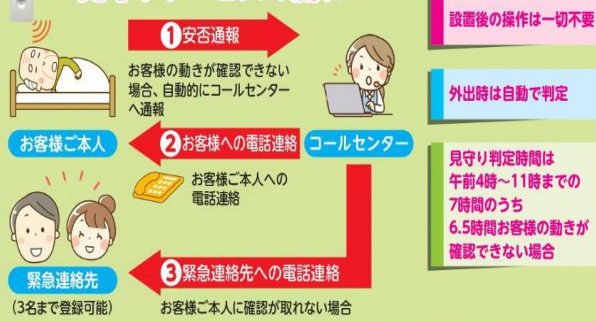 ①安否通報
お客様の動きが確認できない
場合、自動的にコールセンター
へ通報
お客様ご本人
②お客様への電話連絡
コールセンター
お客様ご本人への
電話連絡
緊急連絡先
(3名まで登録可能)
③緊急連絡先への電話連絡
お客様ご本人に確認が取れない場合
設置後の操作は一切不要
外出時は自動で判定
見守り判定時間は
午前4時〜11時までの
7時間のうち
6.5時間お客様の動きが
確認できない場合